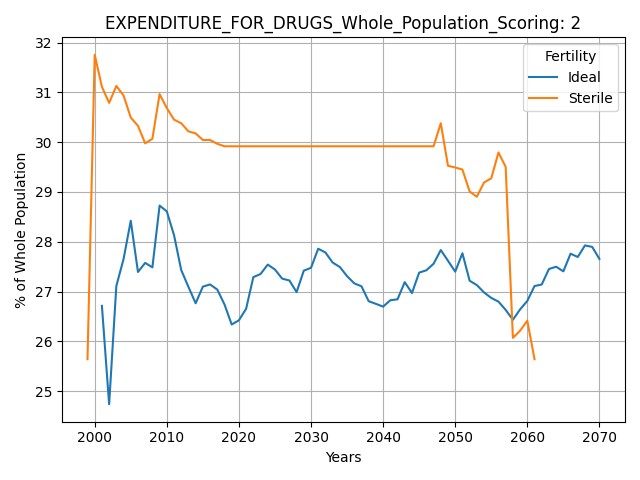 EXPENDITURE_FOR_DRUGS_Whole_Population_Scoring: 2
Fertility
Ideal
Sterile
% of Whole Population
32
31
30
29
28
27
26
25
2000
2010
2020
2030
2040
2050
2060
2070
Years